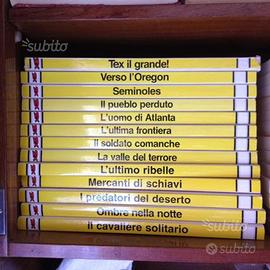 subito
Tex il grande!
Verso l'Oregon
Seminoles
Il pueblo perduto
L'uomo di Atlanta
L'ultima frontiera
Il soldato comanche
La valle del terrore
L'ultimo ribelle
Mercanti di schiavi
I predatori del deserto
Ombre nella notte
Il cavaliere solitario
subito